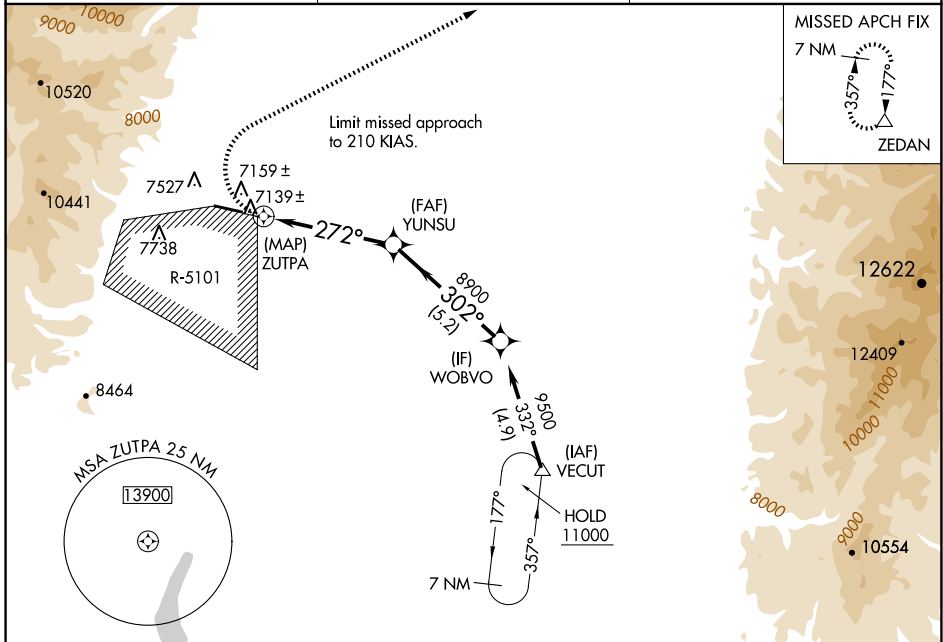 10000
9000
10520
8000
10441
7527
7159 ±
7139 ±
7738
R-5101
8464
Limit missed approach
to 210 KIAS.
MISSED APCH FIX
7 NM
357°
177°
ZEDAN
(MAP)
ZUTPA
272°
(FAF)
YUNSU
8900
302°
(5.2)
(IF)
WOBVO
9500
332°
(4.9)
(IAF)
VECUT
HOLD
11000
177°
357°
7 NM
MSA ZUTPA 25 NM
13900
12622
12409
11000
10000
8000
9000
10554